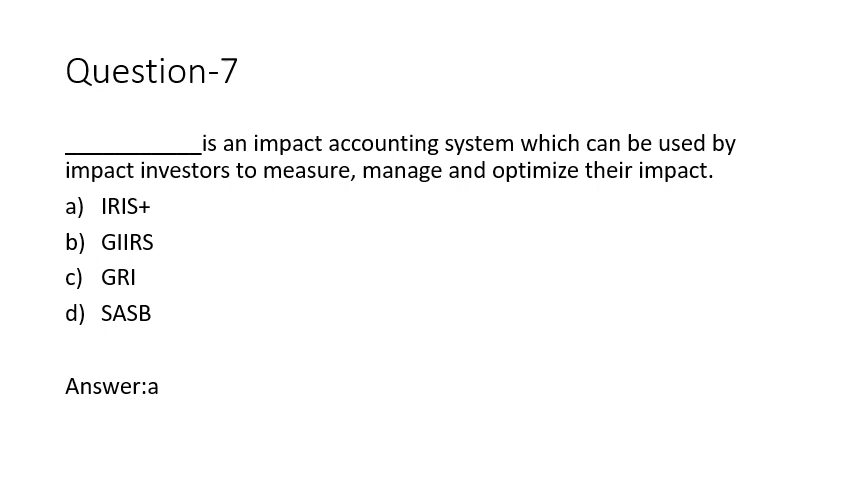 Question-7
____________is an impact accounting system which can be used by
impact investors to measure, manage and optimize their impact.
a) IRIS+
b) GIIRS
c) GRI
d) SASB
Answer:a